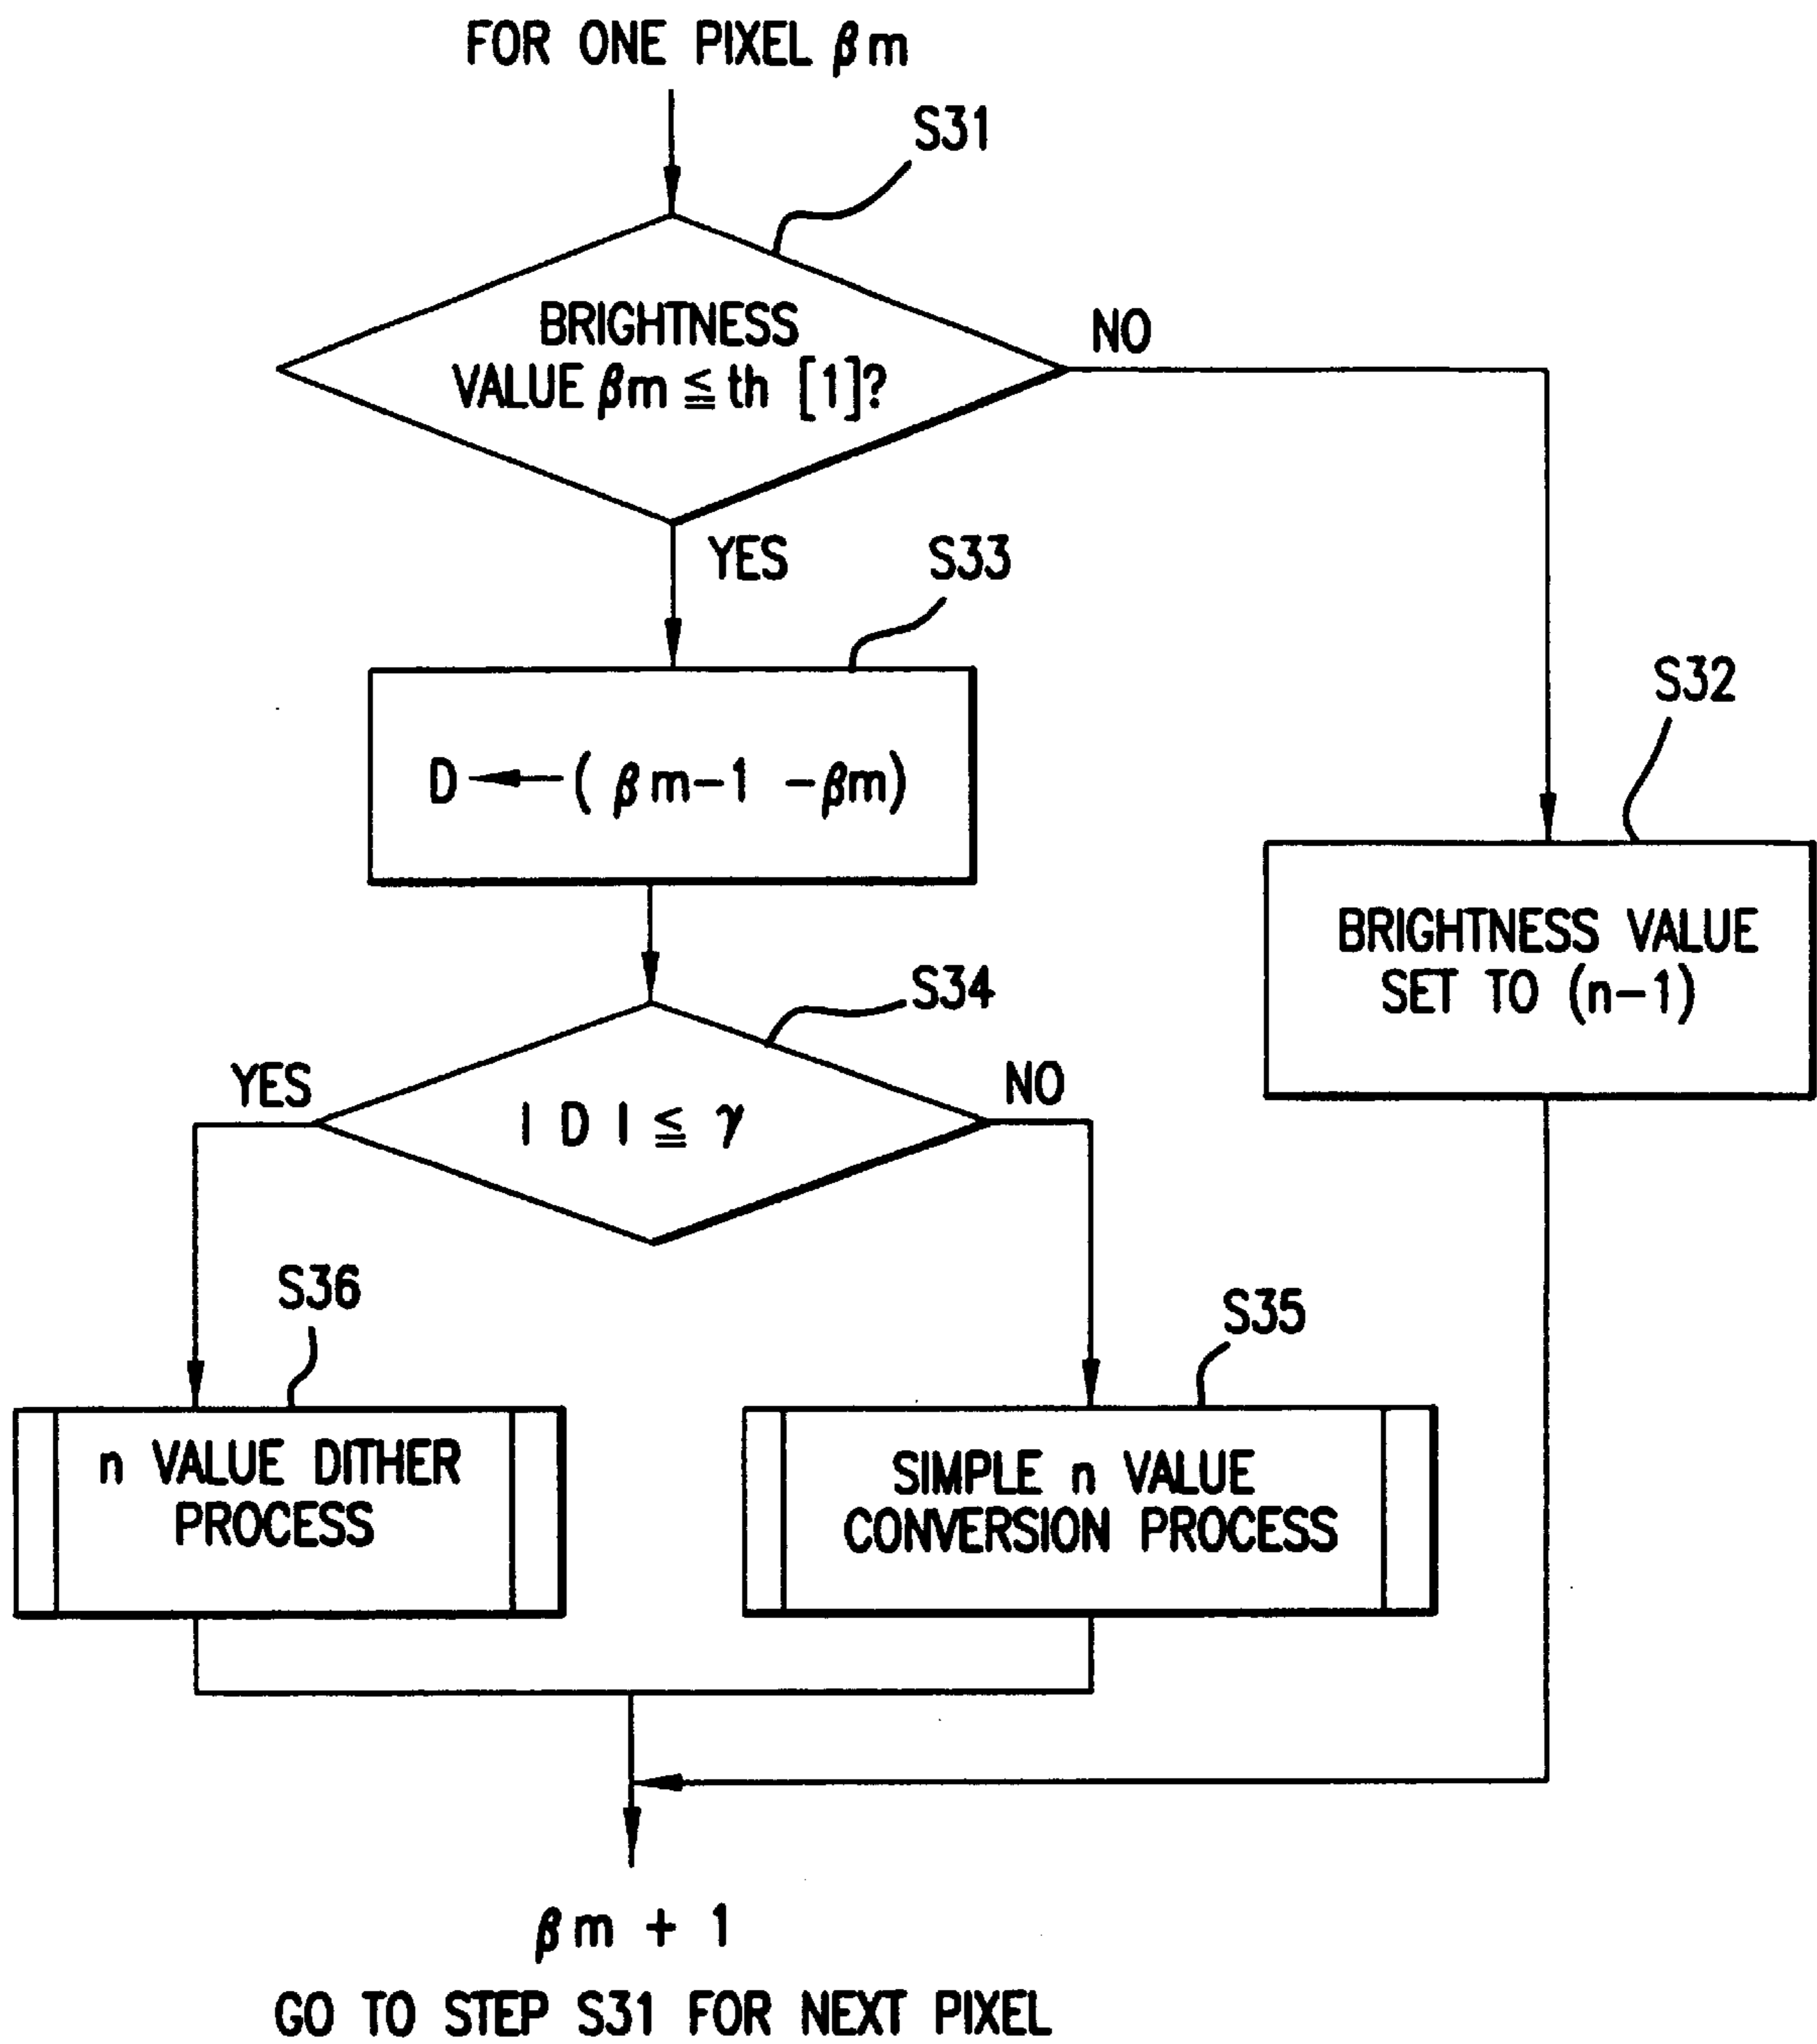 FOR ONE PIXEL βm
S31
BRIGHTNESS
VALUE βm ≦ th [1]?
NO
YES
S33
D ← ( βm-1 -βm)
S32
BRIGHTNESS VALUE
SET TO (n-1)
S34
YES
| D | ≦ γ
NO
S36
n VALUE DITHER
PROCESS
S35
SIMPLE n VALUE
CONVERSION PROCESS
βm + 1
GO TO STEP S31 FOR NEXT PIXEL